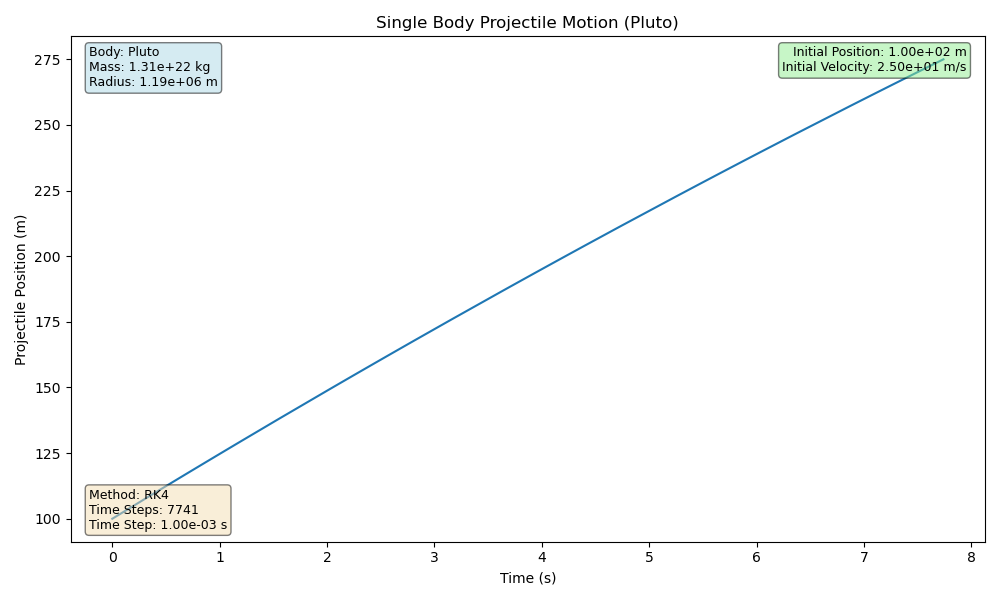 Single Body Projectile Motion (Pluto)
Body: Pluto
Mass: 1.31e+22 kg
Radius: 1.19e+06 m
Initial Position: 1.00e+02 m
Initial Velocity: 2.50e+01 m/s
Projectile Position (m)
275
250
225
200
175
150
125
100
Method: RK4
Time Steps: 7741
Time Step: 1.00e-03 s
0 1 2 3 4 5 6 7 8
Time (s)